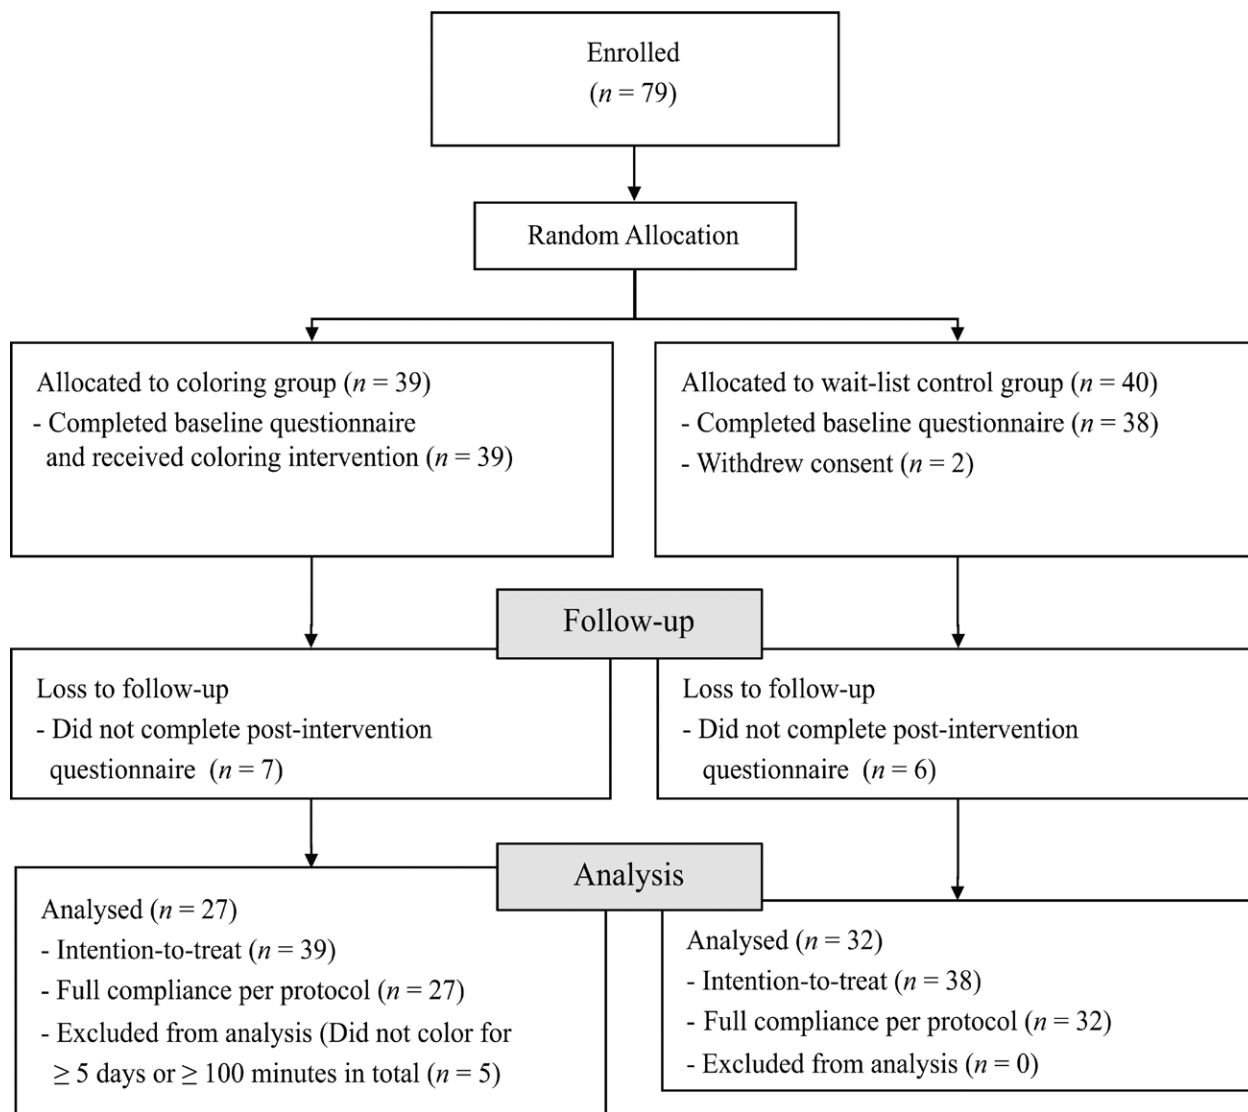 Enrolled
(n = 79)
Random Allocation
Allocated to coloring group (n = 39)
- Completed baseline questionnaire
and received coloring intervention (n = 39)
Allocated to wait-list control group (n = 40)
- Completed baseline questionnaire (n = 38)
- Withdrew consent (n = 2)
Follow-up
Loss to follow-up
- Did not complete post-intervention
questionnaire (n = 7)
Loss to follow-up
- Did not complete post-intervention
questionnaire (n = 6)
Analysis
Analysed (n = 27)
- Intention-to-treat (n = 39)
- Full compliance per protocol (n = 27)
- Excluded from analysis (Did not color for
≥ 5 days or ≥ 100 minutes in total (n = 5)
Analysed (n = 32)
- Intention-to-treat (n = 38)
- Full compliance per protocol (n = 32)
- Excluded from analysis (n = 0)